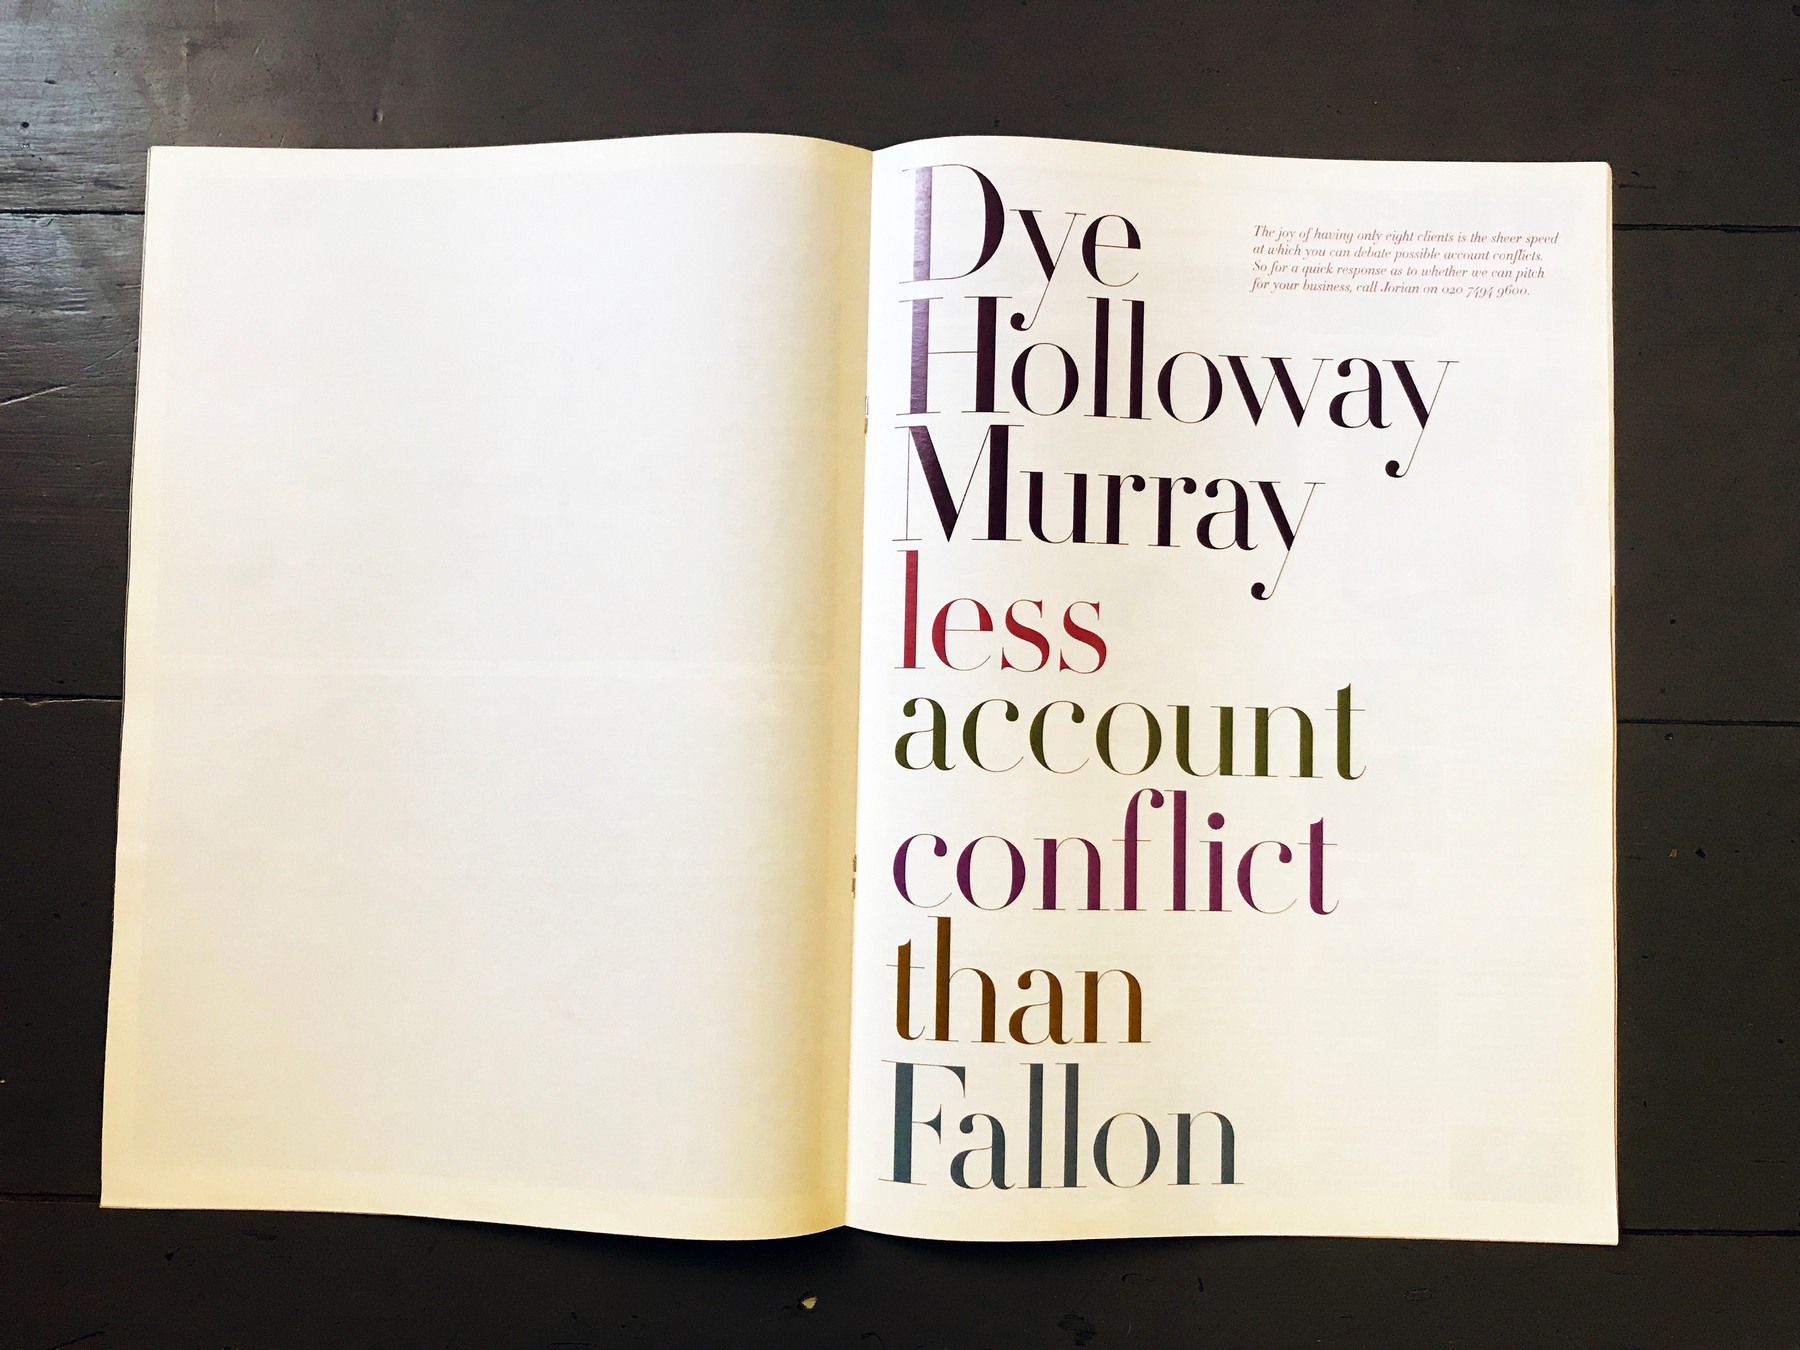 Dye
Holloway
Murray
less
account
conflict
than
Fallon
The joy of having only eight clients is the sheer speed
at which you can debate possible account conflicts.
So for a quick response as to whether we can pitch
for your business, call Jorian on 020 7494 9600.